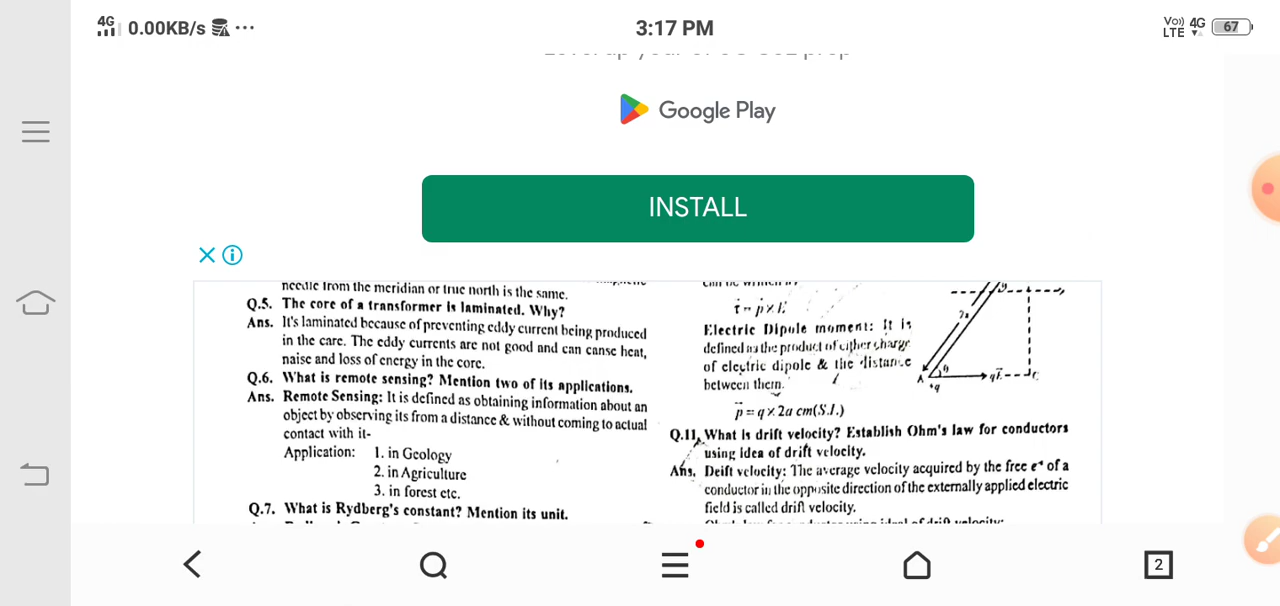 4G 0.00KB/s ...
3:17 PM
Vo)) LTE 4G 67
Google Play
INSTALL
needle from the meridian or true north is the same.
Q.5. The core of a transformer is laminated. Why?
Ans. It's laminated because of preventing eddy current being produced
in the care. The eddy currents are not good and can canse heat,
naise and loss of energy in the core.
Q.6. What is remote sensing? Mention two of its applications.
Ans. Remote Sensing: It is defined as obtaining information about an
object by observing its from a distance & without coming to actual
contact with it-
Application: 1. in Geology
2. in Agriculture
3. in forest etc.
Q.7. What is Rydberg's constant? Mention its unit.
Electric Dipole moment: It is
defined as the product of either charge
of electric dipole & the distance
between them.
p = q × 2a cm(S.I.)
Q.11. What is drift velocity? Establish Ohm's law for conductors
using idea of drift velocity.
Ans. Deift velocity: The average velocity acquired by the free e⁻ of a
conductor in the opposite direction of the externally applied electric
field is called drift velocity.
2a
θ
A
+q
qE
C
2